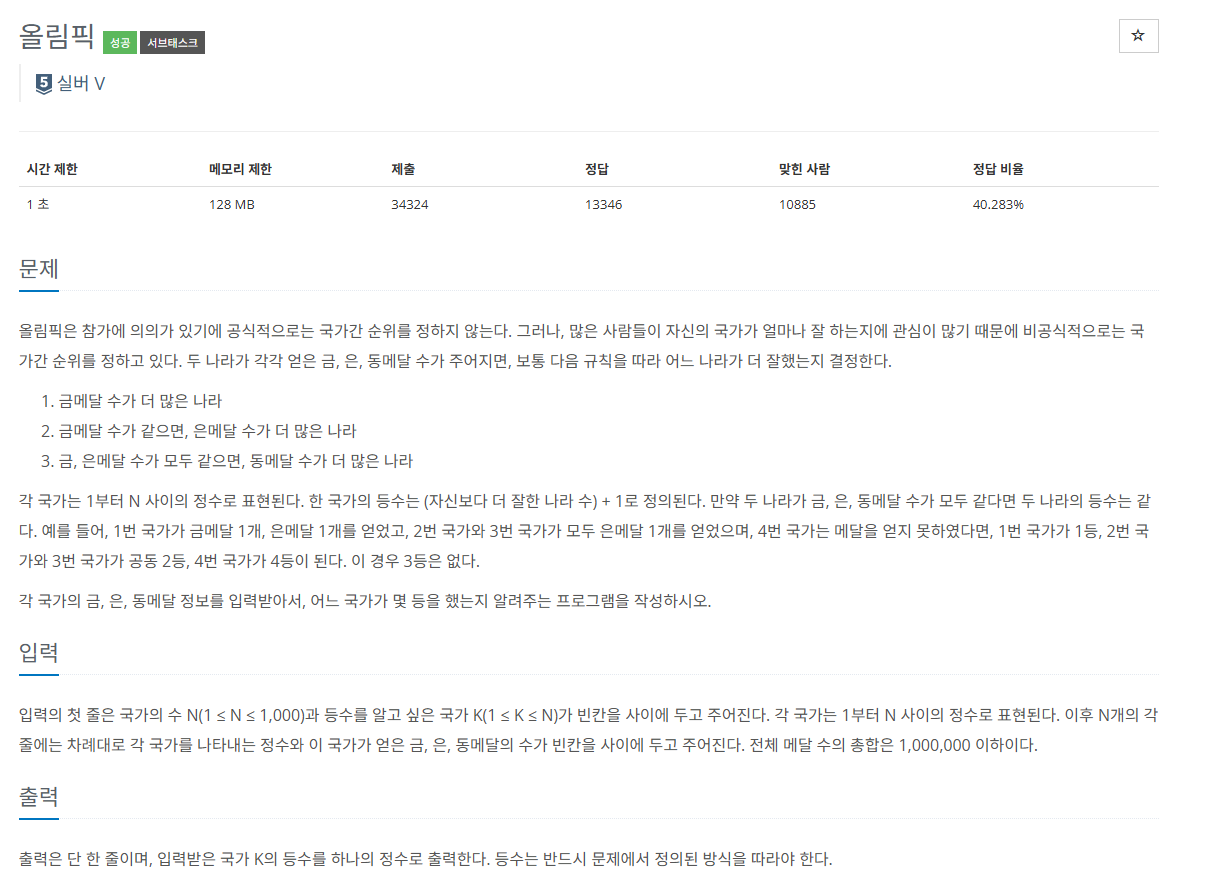 올림픽 성공 서브태스크
☆
5 실버 V
시간 제한 메모리 제한 제출 정답 맞힌 사람 정답 비율
1 초 128 MB 34324 13346 10885 40.283%
문제
올림픽은 참가에 의의가 있기에 공식적으로는 국가간 순위를 정하지 않는다. 그러나, 많은 사람들이 자신의 국가가 얼마나 잘 하는지에 관심이 많기 때문에 비공식적으로는 국
가간 순위를 정하고 있다. 두 나라가 각각 얻은 금, 은, 동메달 수가 주어지면, 보통 다음 규칙을 따라 어느 나라가 더 잘했는지 결정한다.
1. 금메달 수가 더 많은 나라
2. 금메달 수가 같으면, 은메달 수가 더 많은 나라
3. 금, 은메달 수가 모두 같으면, 동메달 수가 더 많은 나라
각 국가는 1부터 N 사이의 정수로 표현된다. 한 국가의 등수는 (자신보다 더 잘한 나라 수) + 1로 정의된다. 만약 두 나라가 금, 은, 동메달 수가 모두 같다면 두 나라의 등수는 같
다. 예를 들어, 1번 국가가 금메달 1개, 은메달 1개를 얻었고, 2번 국가와 3번 국가가 모두 은메달 1개를 얻었으며, 4번 국가는 메달을 얻지 못하였다면, 1번 국가가 1등, 2번 국
가와 3번 국가가 공동 2등, 4번 국가가 4등이 된다. 이 경우 3등은 없다.
각 국가의 금, 은, 동메달 정보를 입력받아서, 어느 국가가 몇 등을 했는지 알려주는 프로그램을 작성하시오.
입력
입력의 첫 줄은 국가의 수 N(1 ≤ N ≤ 1,000)과 등수를 알고 싶은 국가 K(1 ≤ K ≤ N)가 빈칸을 사이에 두고 주어진다. 각 국가는 1부터 N 사이의 정수로 표현된다. 이후 N개의 각
줄에는 차례대로 각 국가를 나타내는 정수와 이 국가가 얻은 금, 은, 동메달의 수가 빈칸을 사이에 두고 주어진다. 전체 메달 수의 총합은 1,000,000 이하이다.
출력
출력은 단 한 줄이며, 입력받은 국가 K의 등수를 하나의 정수로 출력한다. 등수는 반드시 문제에서 정의된 방식을 따라야 한다.